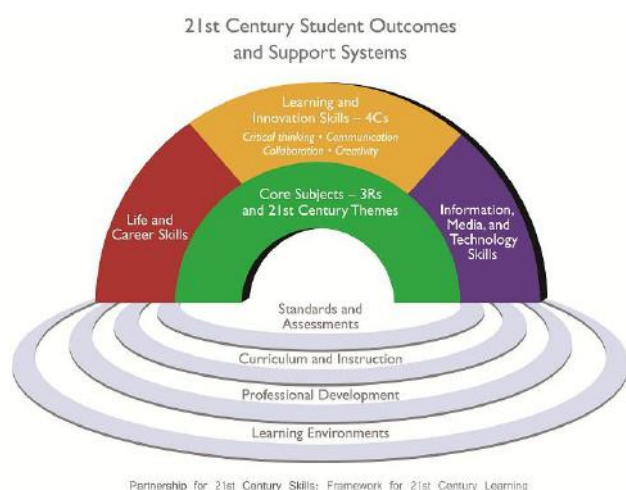 21st Century Student Outcomes
and Support Systems
Learning and
Innovation Skills – 4Cs
Critical thinking • Communication
Collaboration • Creativity
Core Subjects – 3Rs
and 21st Century Themes
Life and
Career Skills
Information,
Media, and
Technology
Skills
Standards and
Assessments
Curriculum and Instruction
Professional Development
Learning Environments
Partnership for 21st Century Skills: Framework for 21st Century Learning